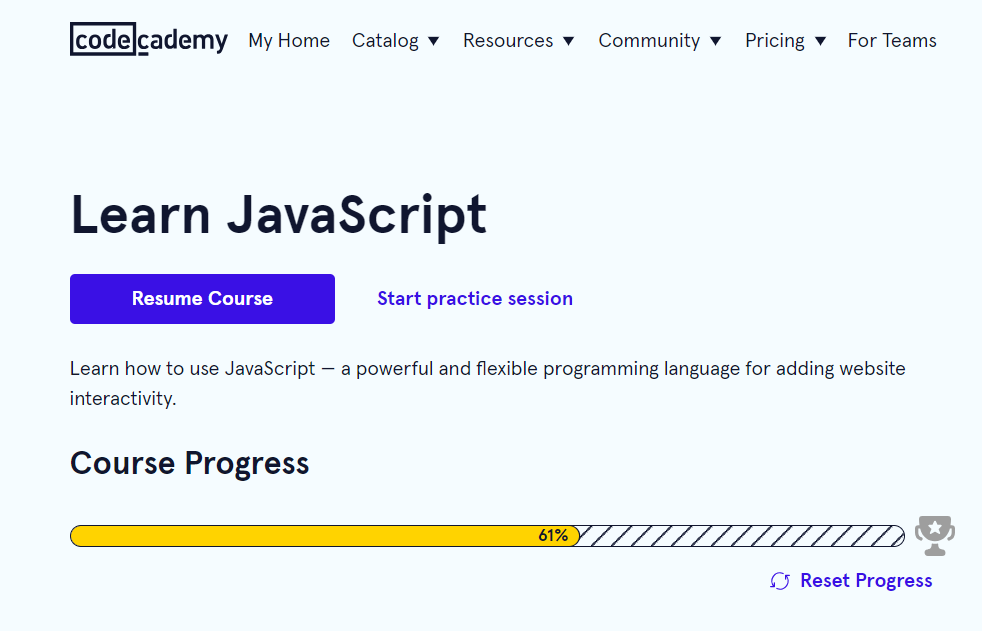 codecademy My Home Catalog Resources Community Pricing For Teams
Learn JavaScript
Resume Course Start practice session
Learn how to use JavaScript — a powerful and flexible programming language for adding website
interactivity.
Course Progress
61%
Reset Progress